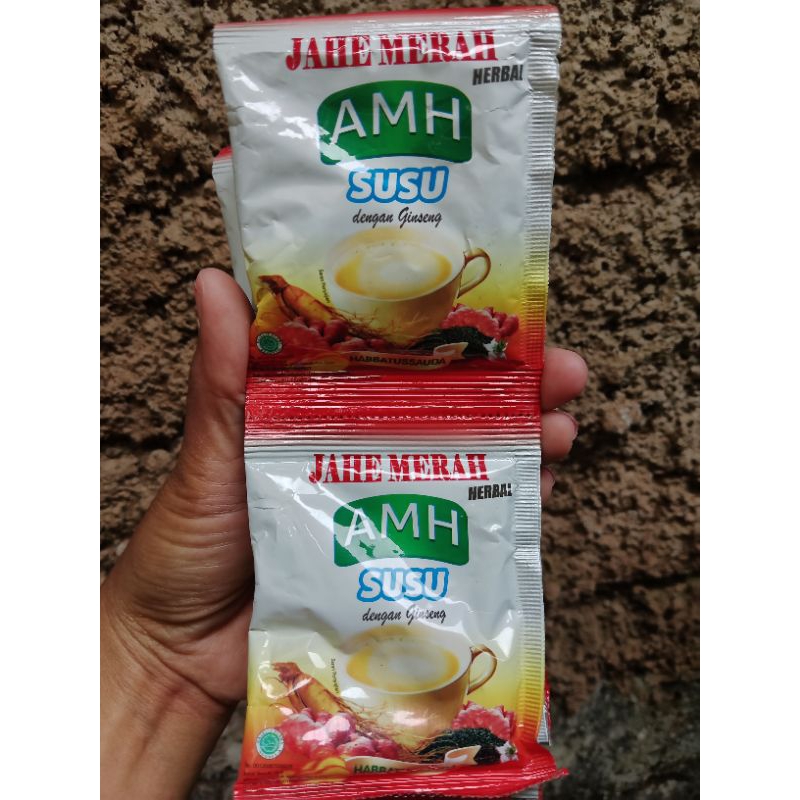 JAHE MERAH
HERBAL
AMH
SUSU
dengan Ginseng
HABBATUSSAUDA
JAHE MERAH
HERBAL
AMH
SUSU
dengan Ginseng